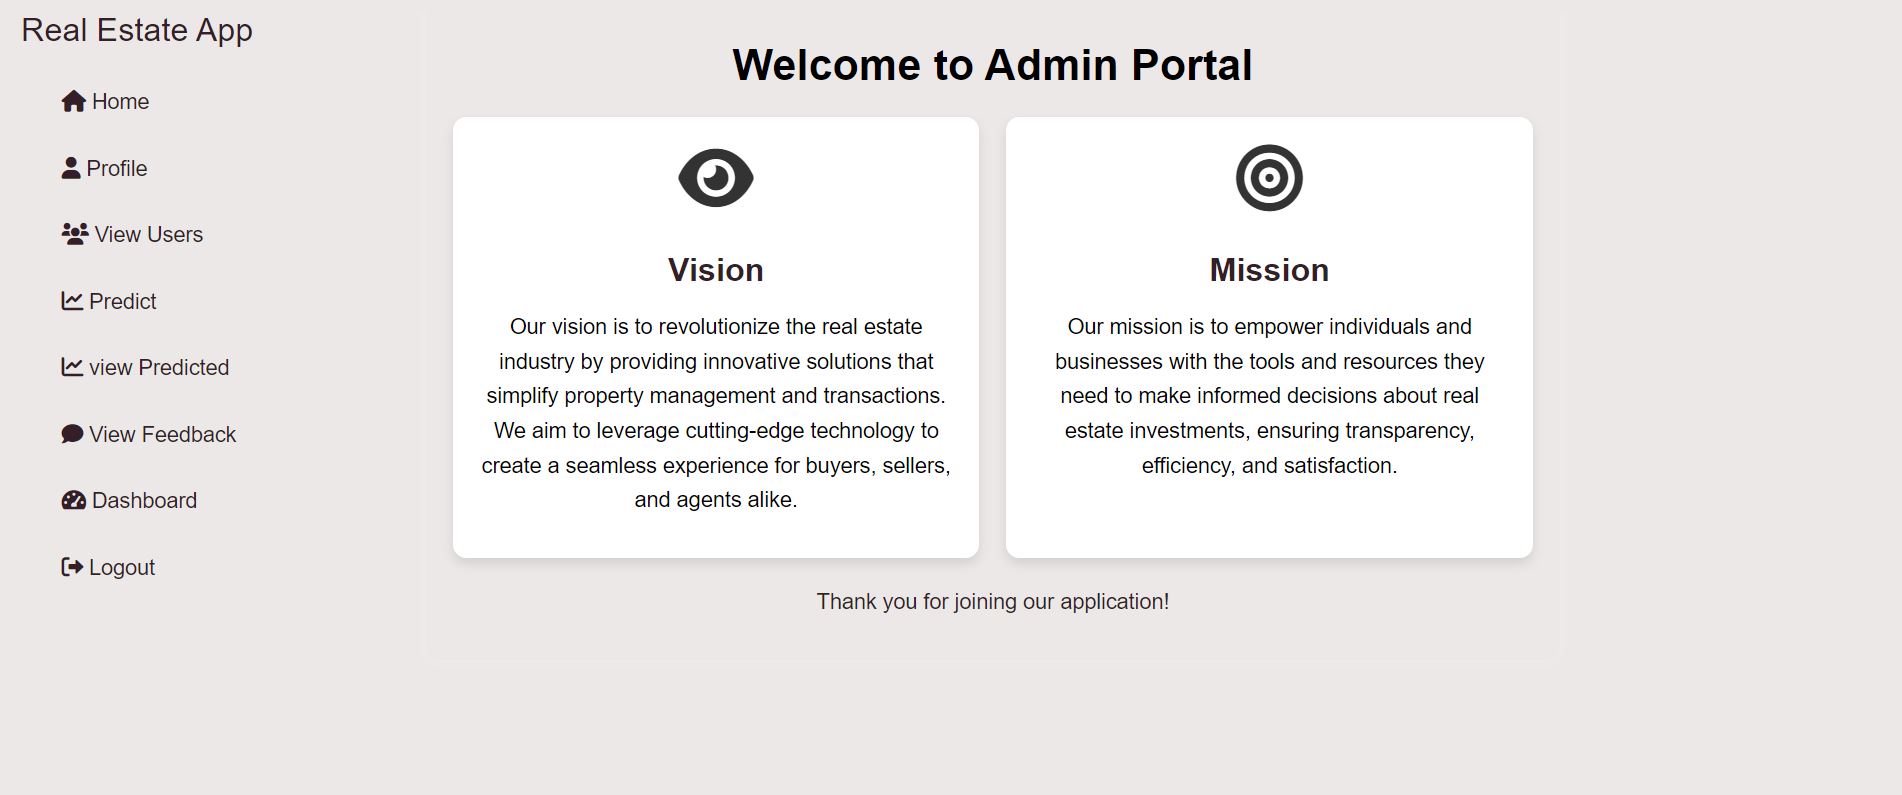 Real Estate App
Home
Profile
View Users
Predict
view Predicted
View Feedback
Dashboard
Logout
Welcome to Admin Portal
Vision
Our vision is to revolutionize the real estate
industry by providing innovative solutions that
simplify property management and transactions.
We aim to leverage cutting-edge technology to
create a seamless experience for buyers, sellers,
and agents alike.
Mission
Our mission is to empower individuals and
businesses with the tools and resources they
need to make informed decisions about real
estate investments, ensuring transparency,
efficiency, and satisfaction.
Thank you for joining our application!